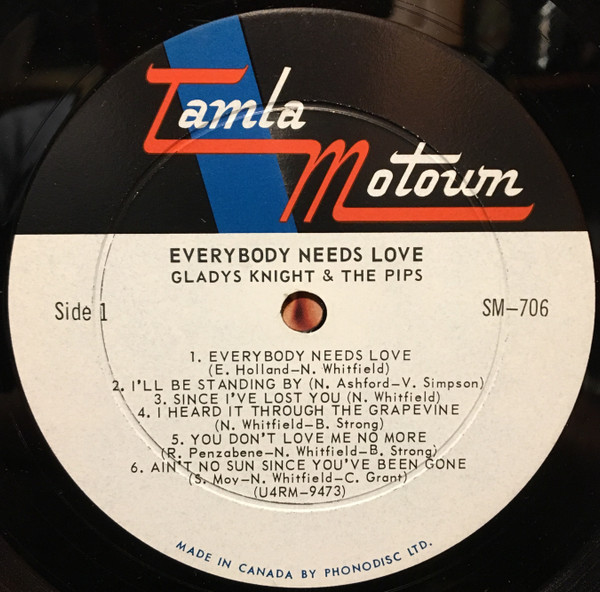 Tamla
Motown
EVERYBODY NEEDS LOVE
GLADYS KNIGHT & THE PIPS
Side 1
SM-706
1. EVERYBODY NEEDS LOVE
(E. Holland-N. Whitfield)
2. I'LL BE STANDING BY (N. Ashford-V. Simpson)
3. SINCE I'VE LOST YOU (N. Whitfield)
4. I HEARD IT THROUGH THE GRAPEVINE
(N. Whitfield-B. Strong)
5. YOU DON'T LOVE ME NO MORE
(R. Penzabene-N. Whitfield-B. Strong)
6. AIN'T NO SUN SINCE YOU'VE BEEN GONE
(S. Moy-N. Whitfield-C. Grant)
(U4RM-9473)
MADE IN CANADA BY PHONODISC LTD.